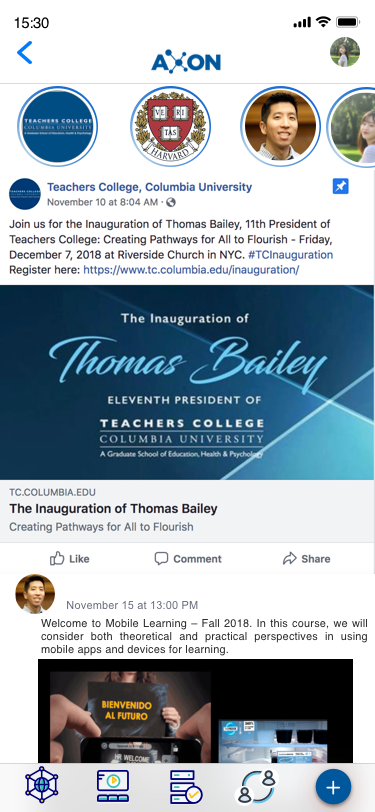 15:30
AXON
TEACHERS COLLEGE
COLUMBIA UNIVERSITY
VE RI
TAS
HARVARD
Teachers College, Columbia University
November 10 at 8:04 AM ·
Join us for the Inauguration of Thomas Bailey, 11th President of
Teachers College: Creating Pathways for All to Flourish - Friday,
December 7, 2018 at Riverside Church in NYC. #TCInauguration
Register here: https://www.tc.columbia.edu/inauguration/
The Inauguration of
Thomas Bailey
ELEVENTH PRESIDENT OF
TEACHERS COLLEGE
COLUMBIA UNIVERSITY
A Graduate School of Education, Health & Psychology
TC.COLUMBIA.EDU
The Inauguration of Thomas Bailey
Creating Pathways for All to Flourish
Like Comment Share
November 15 at 13:00 PM
Welcome to Mobile Learning – Fall 2018. In this course, we will
consider both theoretical and practical perspectives in using
mobile apps and devices for learning.
BIENVENIDO
AL FUTURO
WELCOME